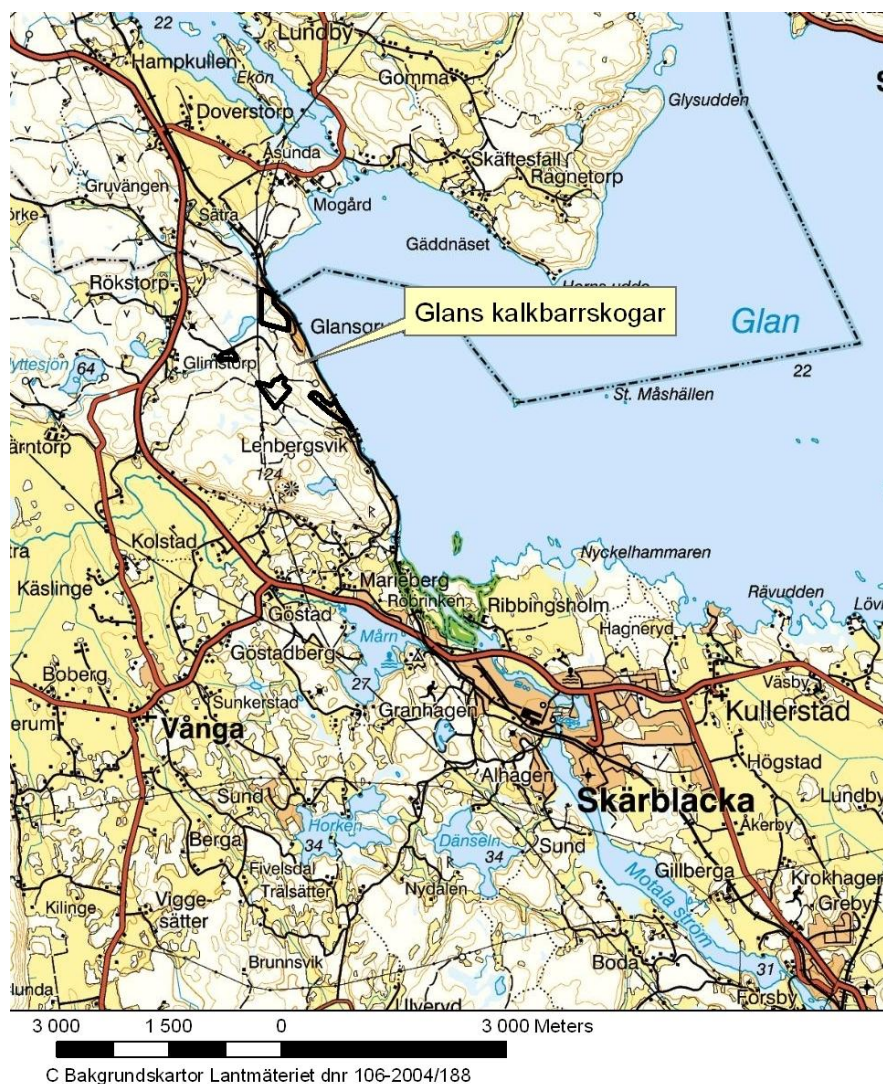 22
Lundby
Hampkullen
Ekön
Gomma
Glysudden
Doverstorp
Åsunda
Skäftesfall
Ragnetorp
Gruvängen
Mogård
Sätra
Gäddnäset
Rökstorp
Glans kalkbarrskogar
Glan
Glimstorp
64
22
St. Måshällen
Lenbergsvik
124
Kolstad
Nyckelhammaren
Käslinge
Marieberg
Robrinken
Ribbingsholm
Rävudden
Göstad
Hagneryd
Mårn
Göstadberg
Boberg
27
Väsby
Sunkerstad
Granhagen
Kullerstad
Vånga
Högstad
Alhagen
Skärblacka
Lundby
Sund
Horken
34
Dänseln
34
Sund
Åkerby
Berga
Gillberga
Fivelsdal
Trålsätter
Nydalen
Motala ström
Krokhagen
Greby
Kilinge
Vigge-
sätter
Brunnsvik
Boda
31
Forsby
3 000 1 500 0 3 000 Meters
C Bakgrundskartor Lantmäteriet dnr 106-2004/188